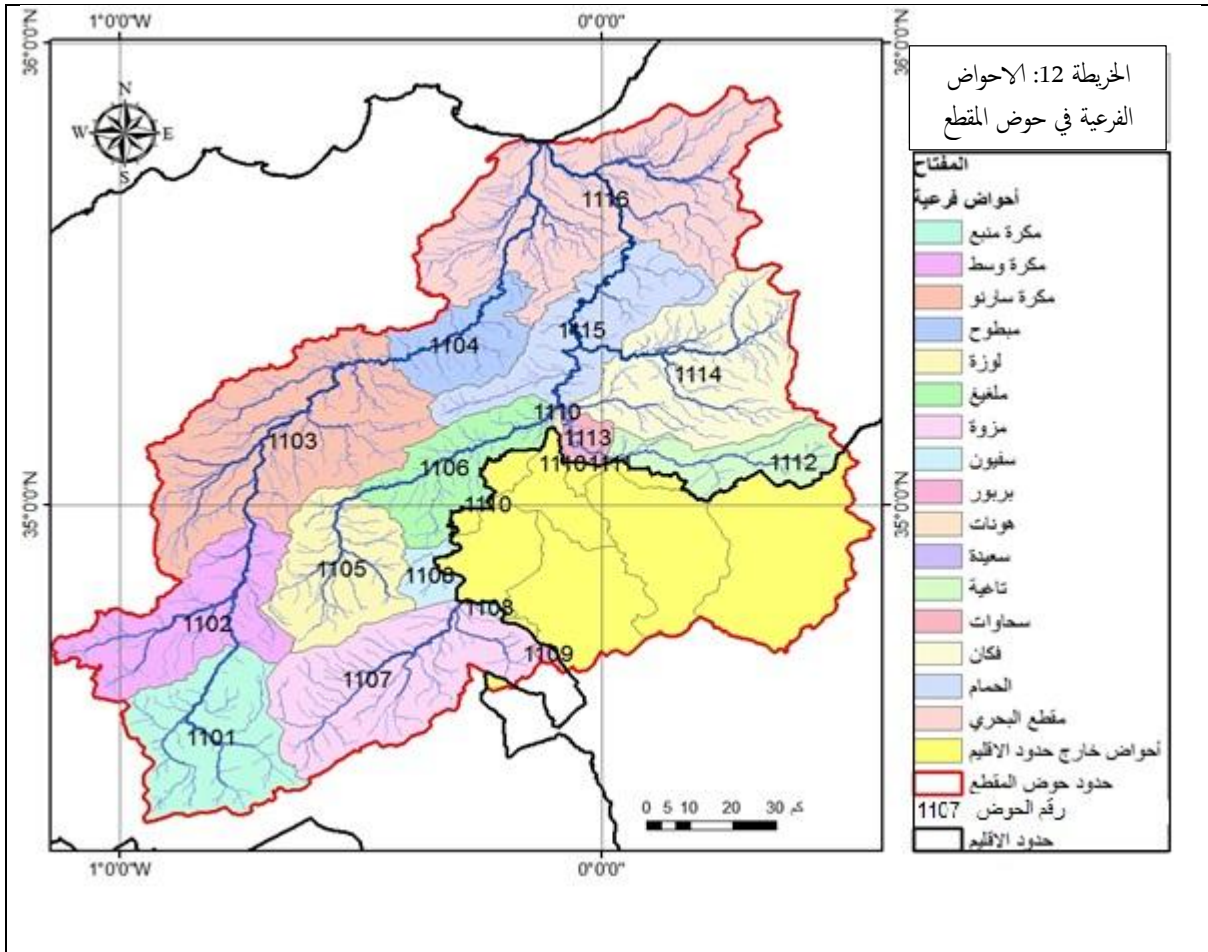 1°0'0"W
0°0'0"
36°0'0"N
36°0'0"N
الخريطة 12: الاحواض
الفرعية في حوض المقطع
N
W
E
S
المفتاح
أحواض فرعية
مكرة منبع
مكرة وسط
مكرة سارنو
مبطوح
لوزة
ملغيغ
مزوة
سفيون
بربور
هونات
سعيدة
تاغية
سحاوات
فكان
الحمام
مقطع البحري
أحواض خارج حدود الاقليم
حدود حوض المقطع
1107 رقم الحوض
حدود الاقليم
1116
1115
1104
1114
1110
1103
1113
1106
1110
1111
1112
35°0'0"N
1110
35°0'0"N
1105
1108
1108
1102
1109
1107
1101
0 5 10 20 30 كم
1°0'0"W
0°0'0"